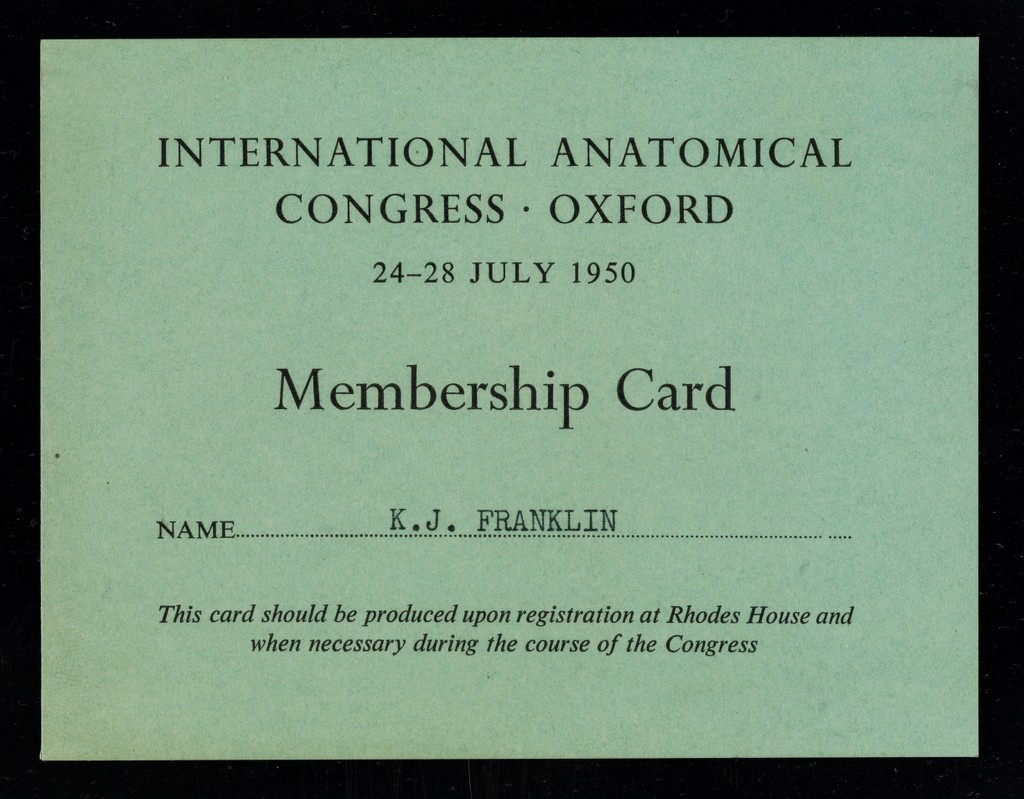 INTERNATIONAL ANATOMICAL
CONGRESS · OXFORD
24–28 JULY 1950
Membership Card
NAME K.J. FRANKLIN
This card should be produced upon registration at Rhodes House and
when necessary during the course of the Congress